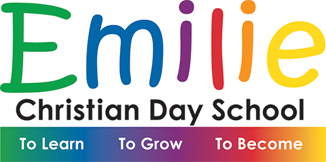 Emilie
Christian Day School
To Learn To Grow To Become